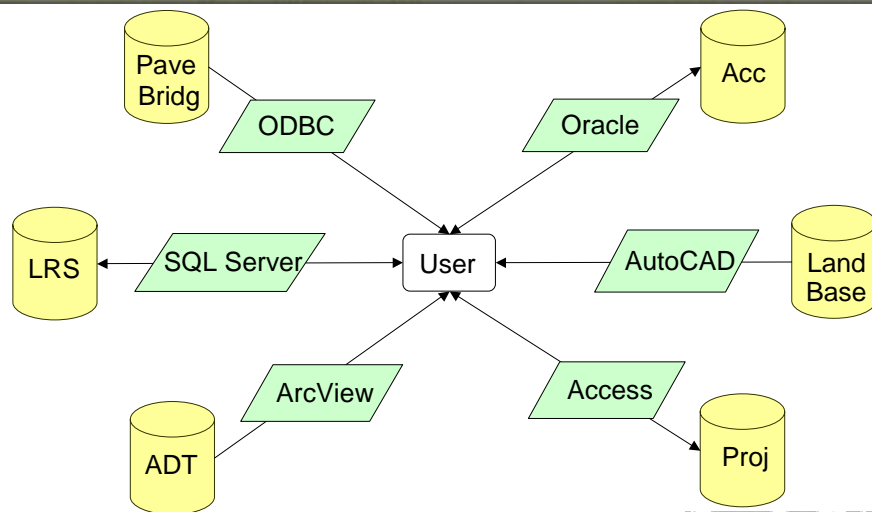 Pave
Bridg
Acc
ODBC
Oracle
LRS
SQL Server
User
AutoCAD
Land
Base
ArcView
Access
ADT
Proj